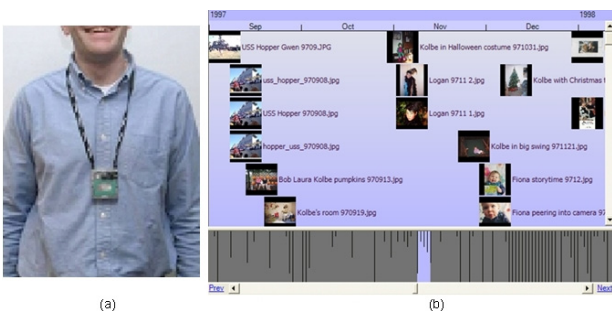 1997 1998
Sep Oct Nov Dec
USS Hopper Gwen 9709.JPG
Kolbe in Halloween costume 971031.jpg
uss_hopper_970908.jpg
Logan 9711 2.jpg
Kolbe with Christmas
USS Hopper 970908.jpg
Logan 9711 1.jpg
hopper_uss_970908.jpg
Kolbe in big swing 971121.jpg
Bob Laura Kolbe pumpkins 970913.jpg
Fiona storytime 9712.jpg
Kolbe's room 970919.jpg
Fiona peering into camera 97
Prev Next
(a) (b)